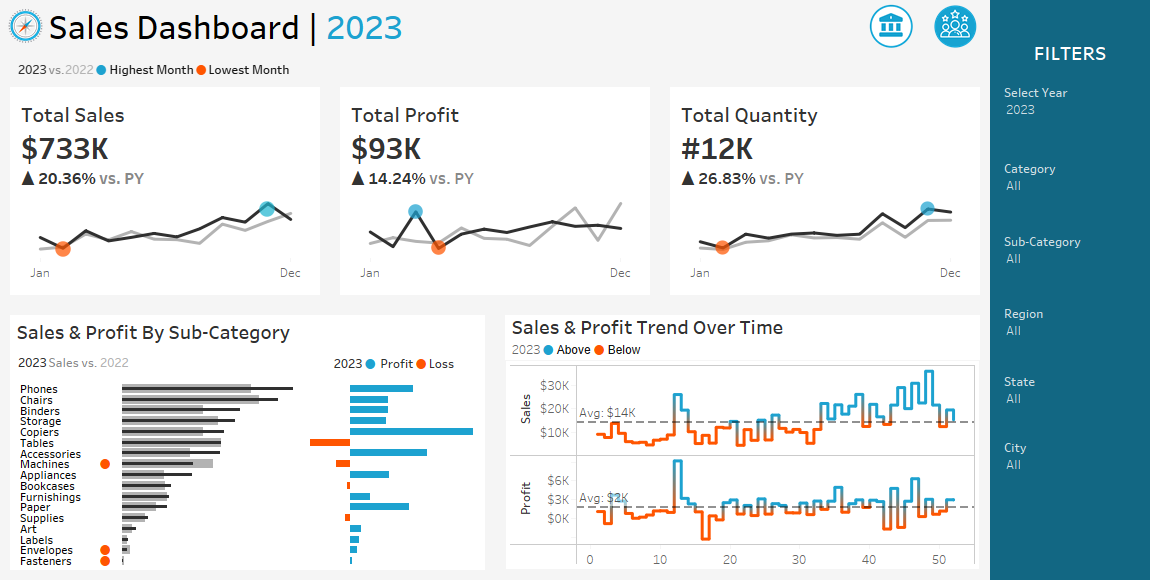 Sales Dashboard | 2023
2023 vs. 2022 Highest Month Lowest Month
Total Sales
$733K
▲ 20.36% vs. PY
Jan Dec
Total Profit
$93K
▲ 14.24% vs. PY
Jan Dec
Total Quantity
#12K
▲ 26.83% vs. PY
Jan Dec
Sales & Profit By Sub-Category
2023 Sales vs. 2022
2023 Profit Loss
Phones
Chairs
Binders
Storage
Copiers
Tables
Accessories
Machines
Appliances
Bookcases
Furnishings
Paper
Supplies
Art
Labels
Envelopes
Fasteners
Sales & Profit Trend Over Time
2023 Above Below
Sales
$30K
$20K
$10K
Avg: $14K
Profit
$6K
$3K
$0K
Avg: $2K
0 10 20 30 40 50
FILTERS
Select Year
2023
Category
All
Sub-Category
All
Region
All
State
All
City
All